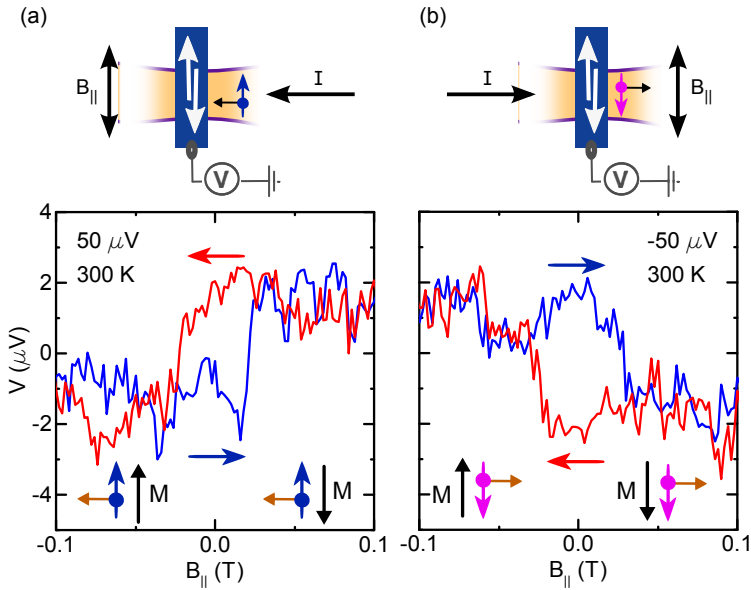 (a)
B||
I
V
(b)
I
B||
V
50 μV
300 K
-50 μV
300 K
4
2
0
-2
-4
V (μV)
M
M
M
M
-0.1
0.0
0.1
-0.1
0.0
0.1
B|| (T)
B|| (T)